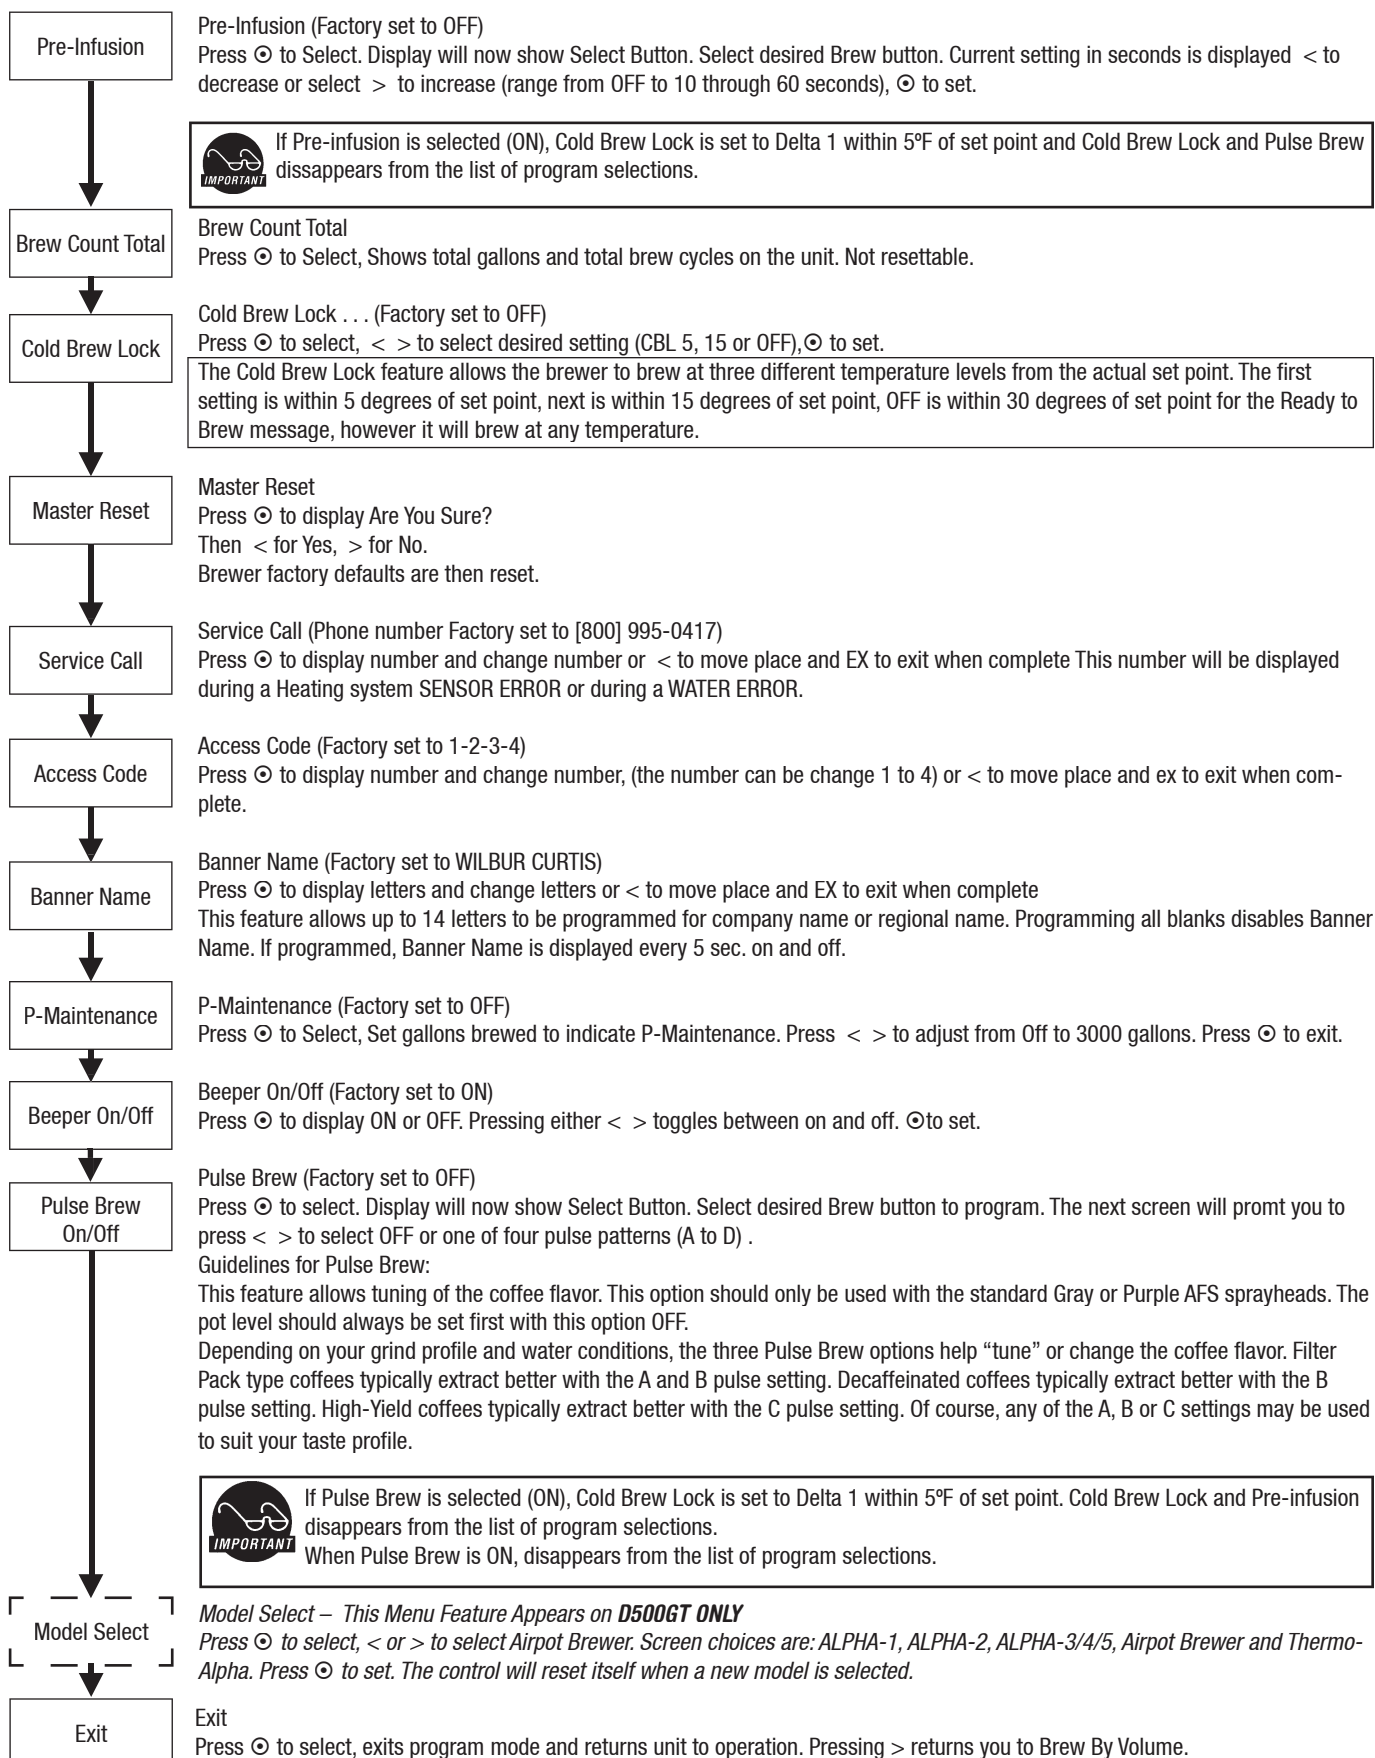 Pre-Infusion
Pre-Infusion (Factory set to OFF)
Press ⊙ to Select. Display will now show Select Button. Select desired Brew button. Current setting in seconds is displayed < to
decrease or select > to increase (range from OFF to 10 through 60 seconds), ⊙ to set.
IMPORTANT
If Pre-infusion is selected (ON), Cold Brew Lock is set to Delta 1 within 5ºF of set point and Cold Brew Lock and Pulse Brew
dissappears from the list of program selections.
Brew Count Total
Brew Count Total
Press ⊙ to Select, Shows total gallons and total brew cycles on the unit. Not resettable.
Cold Brew Lock
Cold Brew Lock . . . (Factory set to OFF)
Press ⊙ to select, < > to select desired setting (CBL 5, 15 or OFF),⊙ to set.
The Cold Brew Lock feature allows the brewer to brew at three different temperature levels from the actual set point. The first
setting is within 5 degrees of set point, next is within 15 degrees of set point, OFF is within 30 degrees of set point for the Ready to
Brew message, however it will brew at any temperature.
Master Reset
Master Reset
Press ⊙ to display Are You Sure?
Then < for Yes, > for No.
Brewer factory defaults are then reset.
Service Call
Service Call (Phone number Factory set to [800] 995-0417)
Press ⊙ to display number and change number or < to move place and EX to exit when complete This number will be displayed
during a Heating system SENSOR ERROR or during a WATER ERROR.
Access Code
Access Code (Factory set to 1-2-3-4)
Press ⊙ to display number and change number, (the number can be change 1 to 4) or < to move place and ex to exit when com-
plete.
Banner Name
Banner Name (Factory set to WILBUR CURTIS)
Press ⊙ to display letters and change letters or < to move place and EX to exit when complete
This feature allows up to 14 letters to be programmed for company name or regional name. Programming all blanks disables Banner
Name. If programmed, Banner Name is displayed every 5 sec. on and off.
P-Maintenance
P-Maintenance (Factory set to OFF)
Press ⊙ to Select, Set gallons brewed to indicate P-Maintenance. Press < > to adjust from Off to 3000 gallons. Press ⊙ to exit.
Beeper On/Off
Beeper On/Off (Factory set to ON)
Press ⊙ to display ON or OFF. Pressing either < > toggles between on and off. ⊙to set.
Pulse Brew
On/Off
Pulse Brew (Factory set to OFF)
Press ⊙ to select. Display will now show Select Button. Select desired Brew button to program. The next screen will promt you to
press < > to select OFF or one of four pulse patterns (A to D) .
Guidelines for Pulse Brew:
This feature allows tuning of the coffee flavor. This option should only be used with the standard Gray or Purple AFS sprayheads. The
pot level should always be set first with this option OFF.
Depending on your grind profile and water conditions, the three Pulse Brew options help “tune” or change the coffee flavor. Filter
Pack type coffees typically extract better with the A and B pulse setting. Decaffeinated coffees typically extract better with the B
pulse setting. High-Yield coffees typically extract better with the C pulse setting. Of course, any of the A, B or C settings may be used
to suit your taste profile.
IMPORTANT
If Pulse Brew is selected (ON), Cold Brew Lock is set to Delta 1 within 5ºF of set point. Cold Brew Lock and Pre-infusion
disappears from the list of program selections.
When Pulse Brew is ON, disappears from the list of program selections.
Model Select
Model Select – This Menu Feature Appears on D500GT ONLY
Press ⊙ to select, < or > to select Airpot Brewer. Screen choices are: ALPHA-1, ALPHA-2, ALPHA-3/4/5, Airpot Brewer and Thermo-
Alpha. Press ⊙ to set. The control will reset itself when a new model is selected.
Exit
Exit
Press ⊙ to select, exits program mode and returns unit to operation. Pressing > returns you to Brew By Volume.